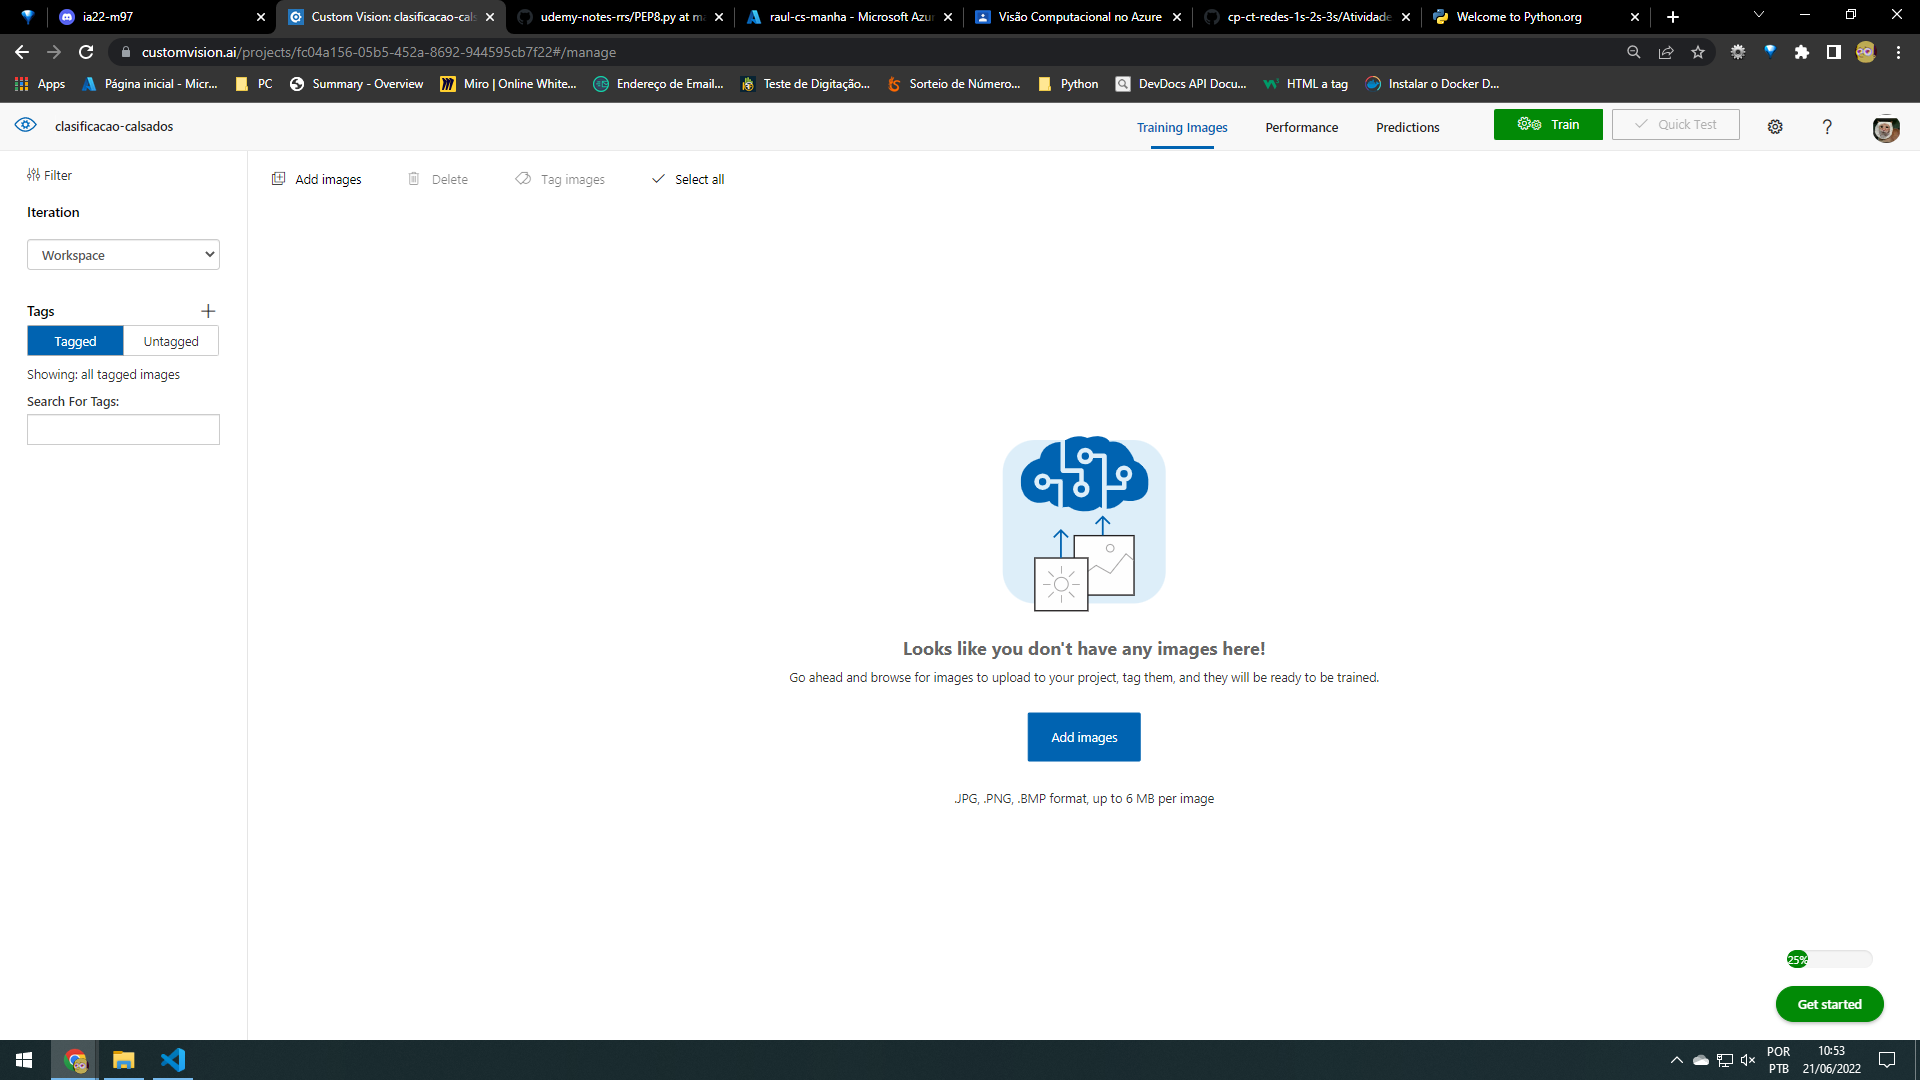 ia22-m97
Custom Vision: clasificacao-cals
udemy-notes-rrs/PEP8.py at ma
raul-cs-manha - Microsoft Azur
Visão Computacional no Azure
cp-ct-redes-1s-2s-3s/Atividade
Welcome to Python.org
customvision.ai/projects/fc04a156-05b5-452a-8692-944595cb7f22#/manage
Apps
Página inicial - Micr...
PC
Summary - Overview
Miro | Online White...
Endereço de Email...
Teste de Digitação...
Sorteio de Número...
Python
DevDocs API Docu...
HTML a tag
Instalar o Docker D...
clasificacao-calsados
Training Images
Performance
Predictions
Train
Quick Test
?
Filter
Add images
Delete
Tag images
Select all
Iteration
Workspace
Tags
Tagged
Untagged
Showing: all tagged images
Search For Tags:
Looks like you don't have any images here!
Go ahead and browse for images to upload to your project, tag them, and they will be ready to be trained.
Add images
.JPG, .PNG, .BMP format, up to 6 MB per image
25%
Get started
POR
PTB
10:53
21/06/2022